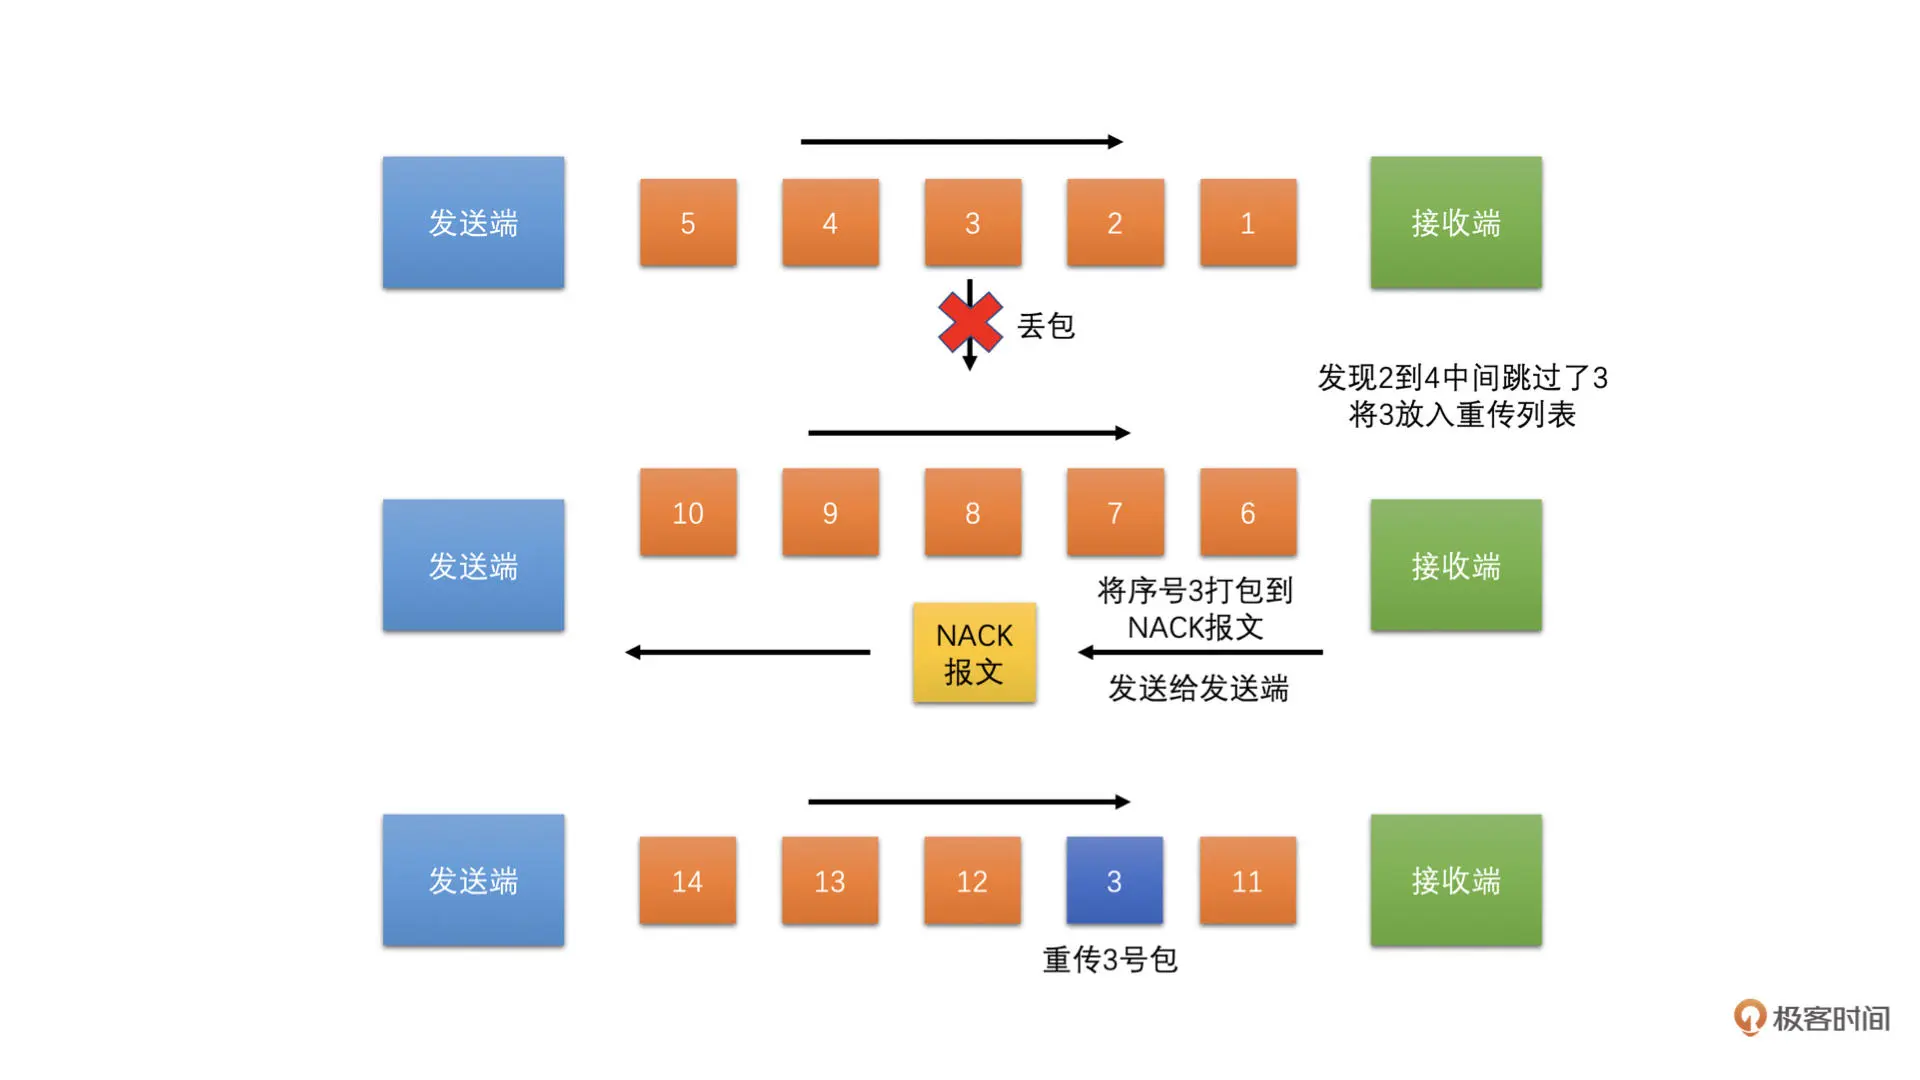 发送端
5
4
3
2
1
接收端
丢包
发现2到4中间跳过了3
将3放入重传列表
发送端
10
9
8
7
6
接收端
将序号3打包到
NACK报文
NACK
报文
发送给发送端
发送端
14
13
12
3
11
接收端
重传3号包
极客时间